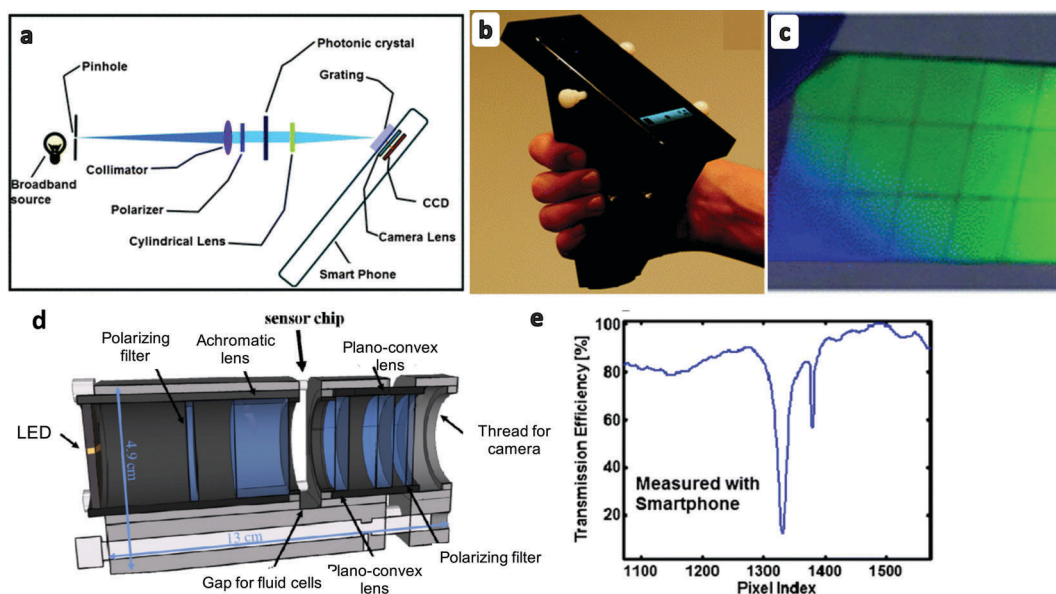 a
Photonic crystal
Grating
Pinhole
Broadband
source
Collimator
Polarizer
Cylindrical Lens
Smart Phone
Camera Lens
CCD
b
c
d
sensor chip
Polarizing
filter
Achromatic
lens
Plano-convex
lens
LED
4.9 cm
Thread for
camera
13 cm
Polarizing filter
Gap for fluid cells
Plano-convex
lens
e
Transmission Efficiency [%]
100
80
60
40
20
Measured with
Smartphone
1100 1200 1300 1400 1500
Pixel Index